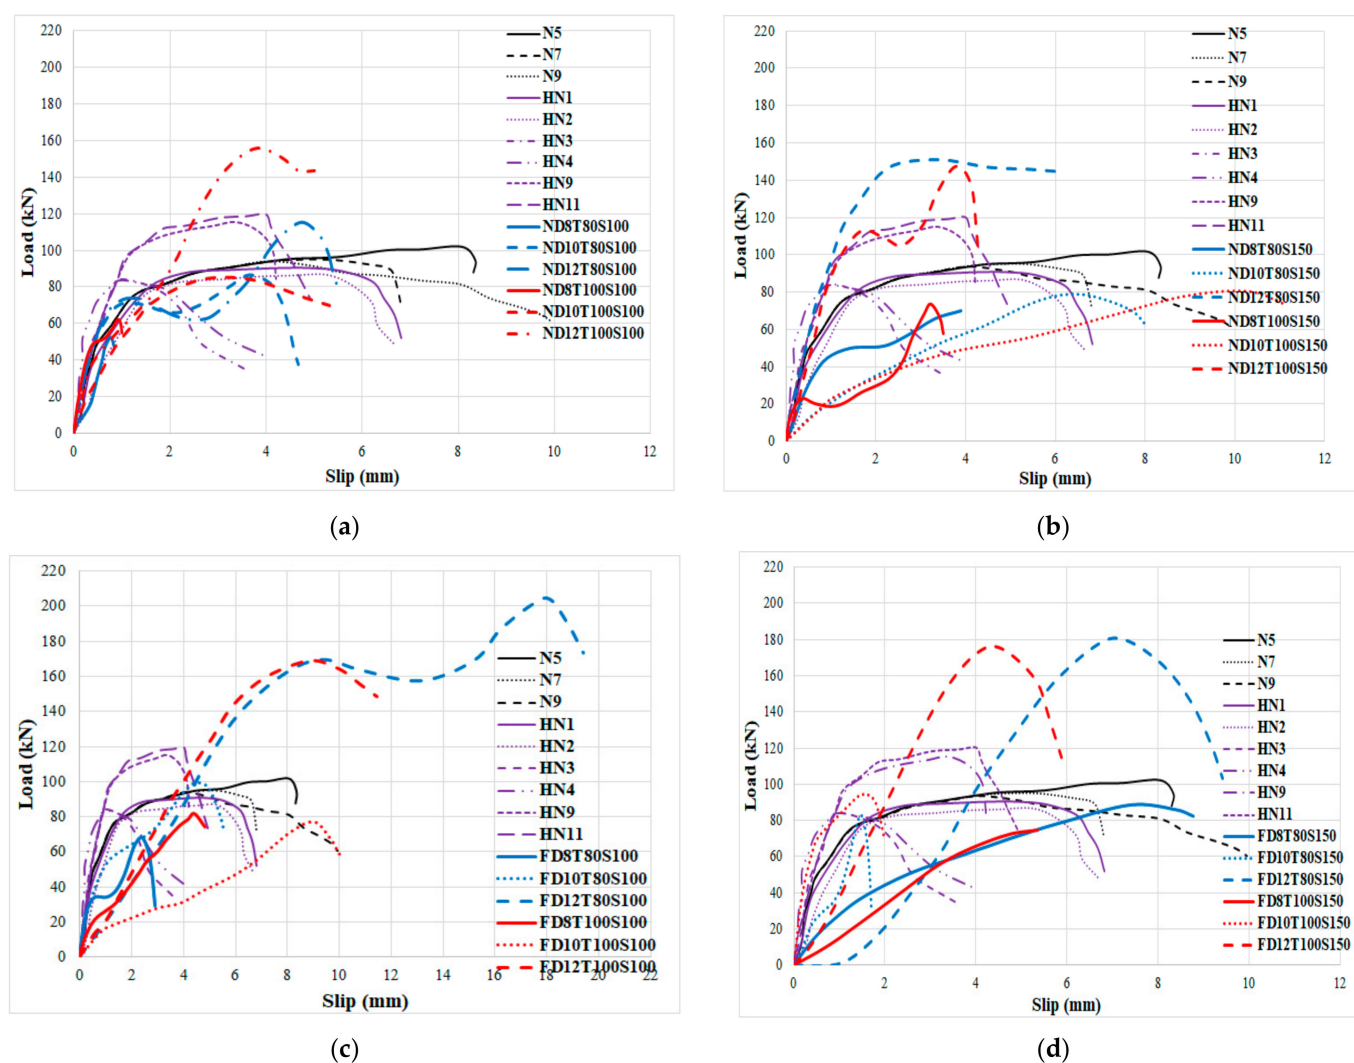 220
200
180
160
140
120
100
80
60
40
20
0
Load (kN)
0 2 4 6 8 10 12
Slip (mm)
N5
N7
N9
HN1
HN2
HN3
HN4
HN9
HN11
ND8T80S100
ND10T80S100
ND12T80S100
ND8T100S100
ND10T100S100
ND12T100S100
(a)
220
200
180
160
140
120
100
80
60
40
20
0
Load (kN)
0 2 4 6 8 10 12
Slip (mm)
N5
N7
N9
HN1
HN2
HN3
HN4
HN9
HN11
ND8T80S150
ND10T80S150
ND12T80S150
ND8T100S150
ND10T100S150
ND12T100S150
(b)
220
200
180
160
140
120
100
80
60
40
20
0
Load (kN)
0 2 4 6 8 10 12 14 16 18 20 22
Slip (mm)
N5
N7
N9
HN1
HN2
HN3
HN4
HN9
HN11
FD8T80S100
FD10T80S100
FD12T80S100
FD8T100S100
FD10T100S100
FD12T100S100
(c)
220
200
180
160
140
120
100
80
60
40
20
0
Load (kN)
0 2 4 6 8 10 12
Slip (mm)
N5
N7
N9
HN1
HN2
HN3
HN4
HN9
HN11
FD8T80S150
FD10T80S150
FD12T80S150
FD8T100S150
FD10T100S150
FD12T100S150
(d)